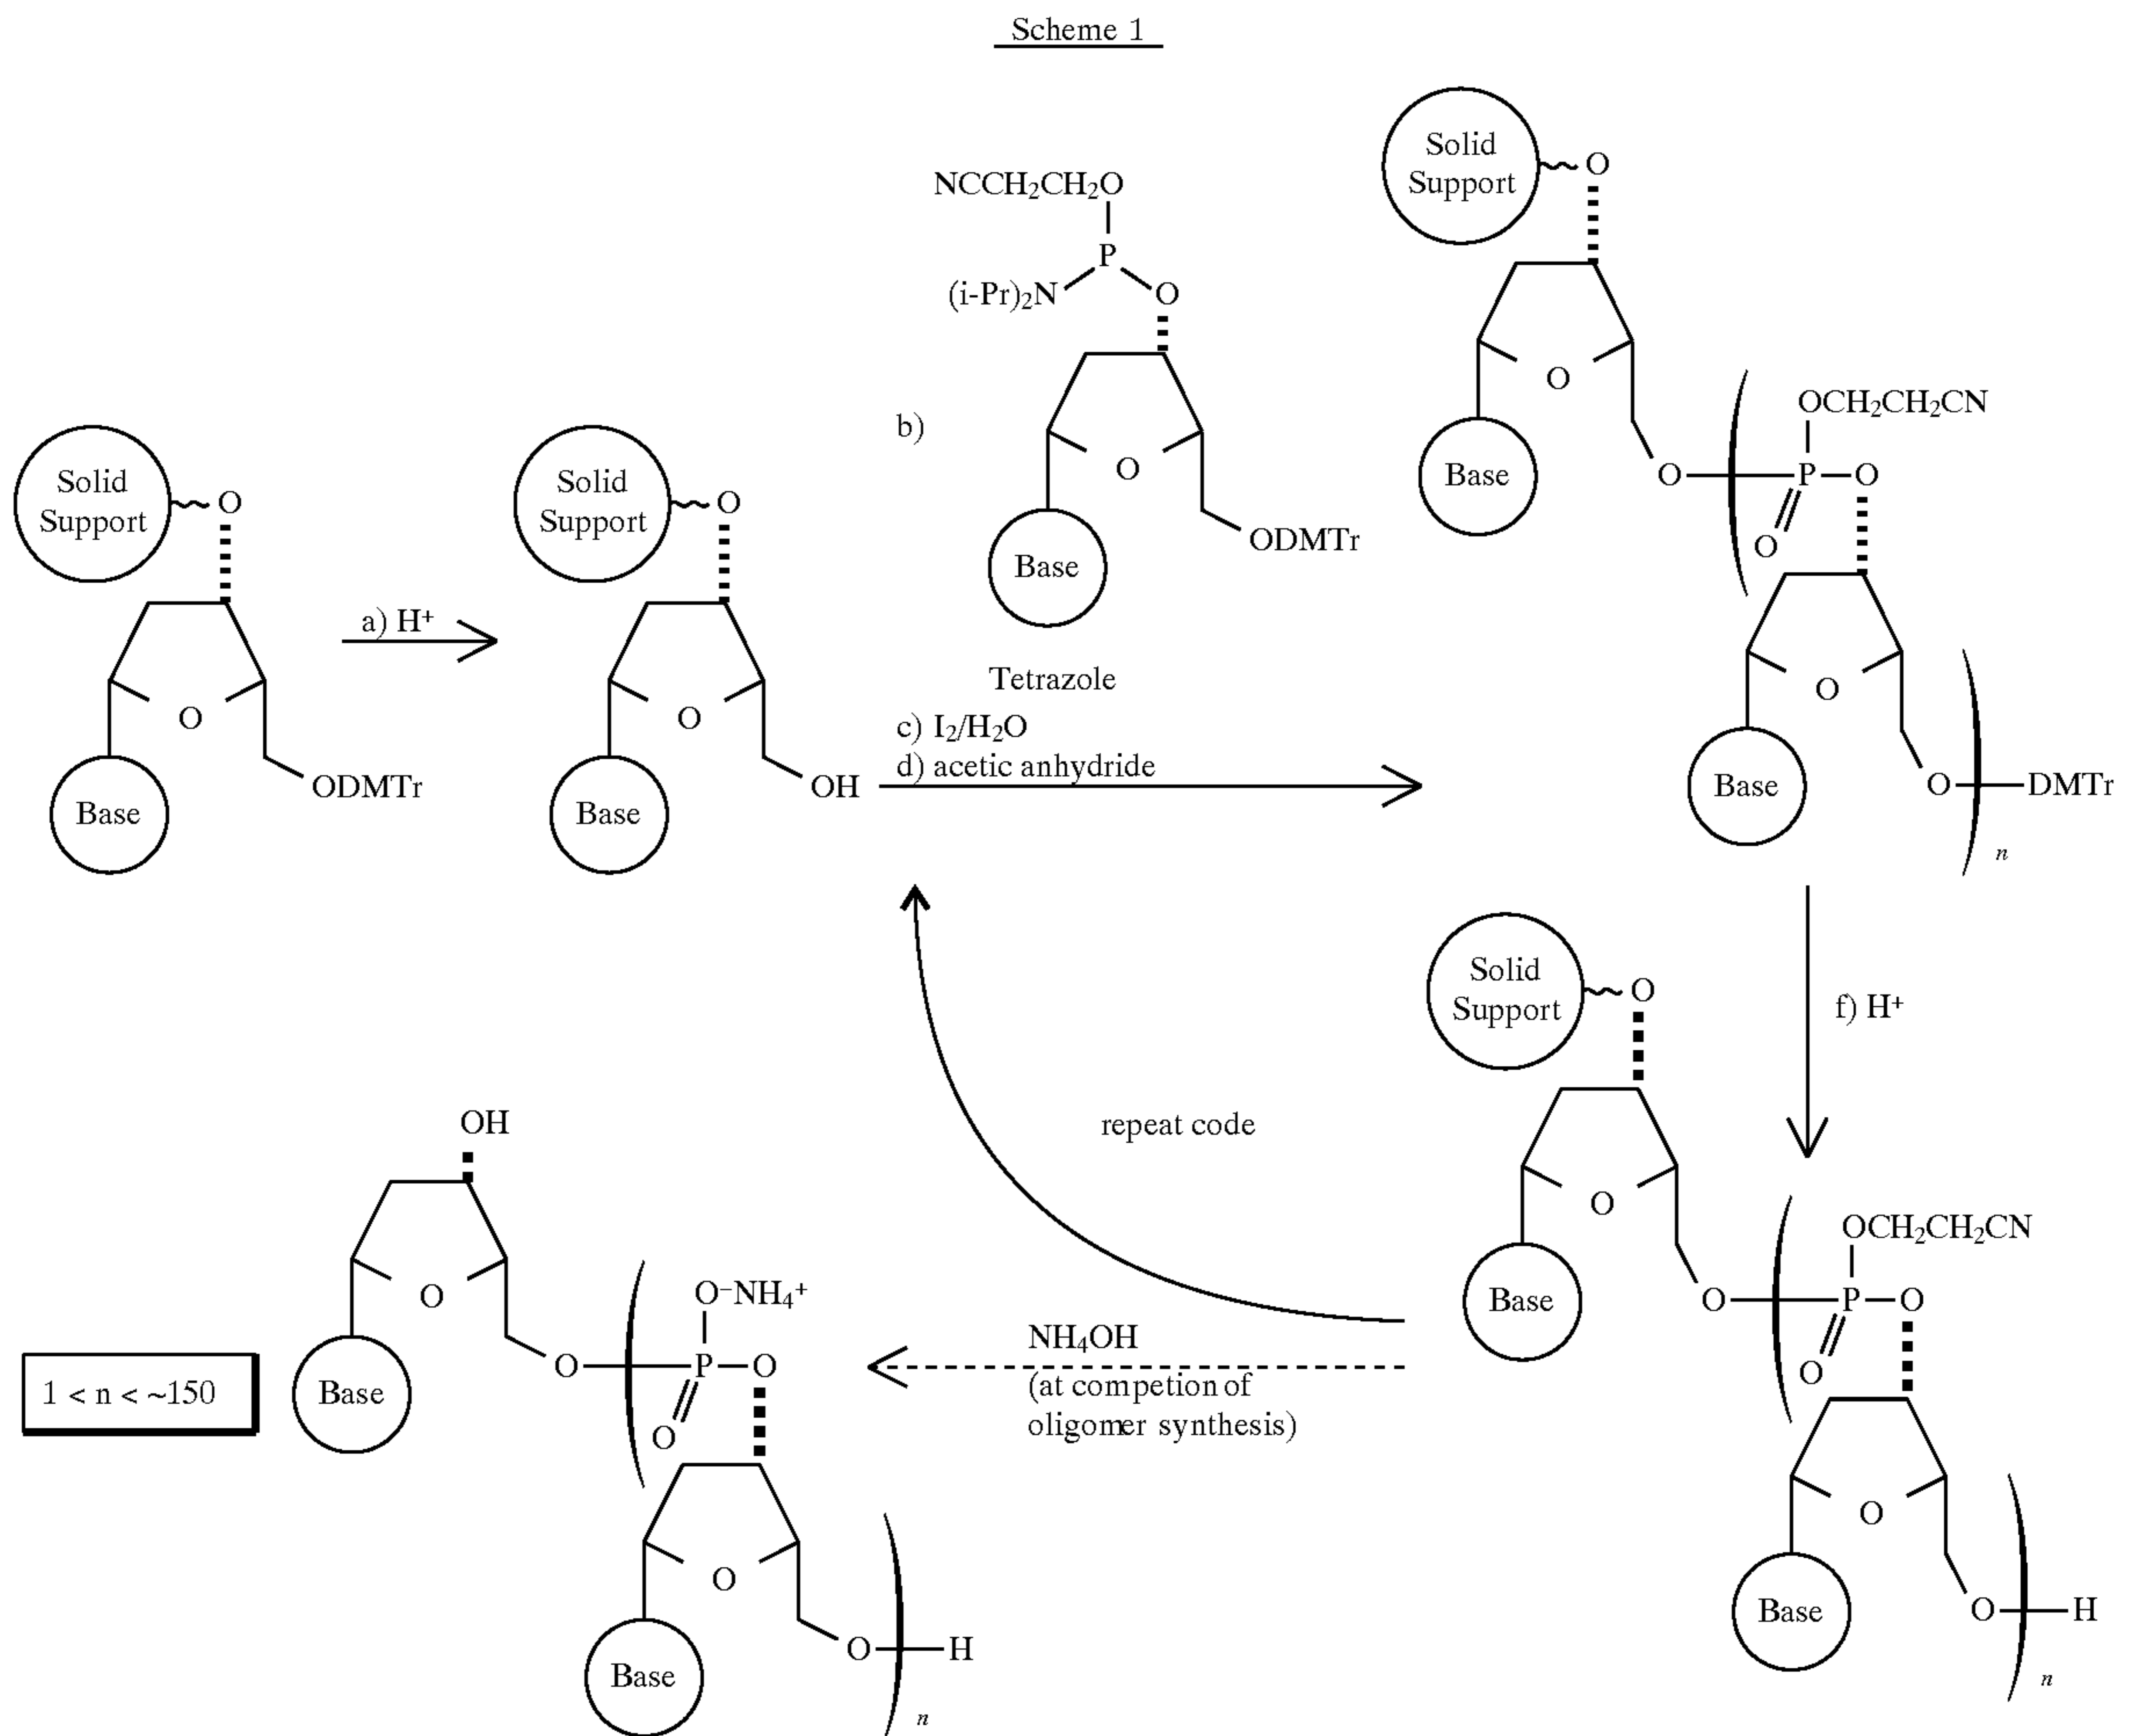 Scheme 1
Solid
Support
O
O
Base
ODMTr
a) H⁺
Solid
Support
O
O
Base
OH
b)
NCCH₂CH₂O
P
(i-Pr)₂N
O
O
Base
ODMTr
Tetrazole
c) I₂/H₂O
d) acetic anhydride
Solid
Support
O
O
Base
O
OCH₂CH₂CN
P
O
O
O
Base
O
DMTr
n
f) H⁺
Solid
Support
O
O
Base
O
OCH₂CH₂CN
P
O
O
O
Base
O
H
n
repeat code
NH₄OH
(at competion of
oligomer synthesis)
OH
O
Base
O
O⁻NH₄⁺
P
O
O
O
Base
O
H
n
1 < n < ~150